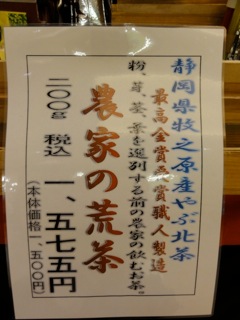 静岡県牧之原産やぶ北茶
最高金賞受賞職人製造
粉、芽、茎、葉を選別する前の農家の飲むお茶。
農家の荒茶
二〇〇g 税込 一、五七五円
(本体価格一、五〇〇円)